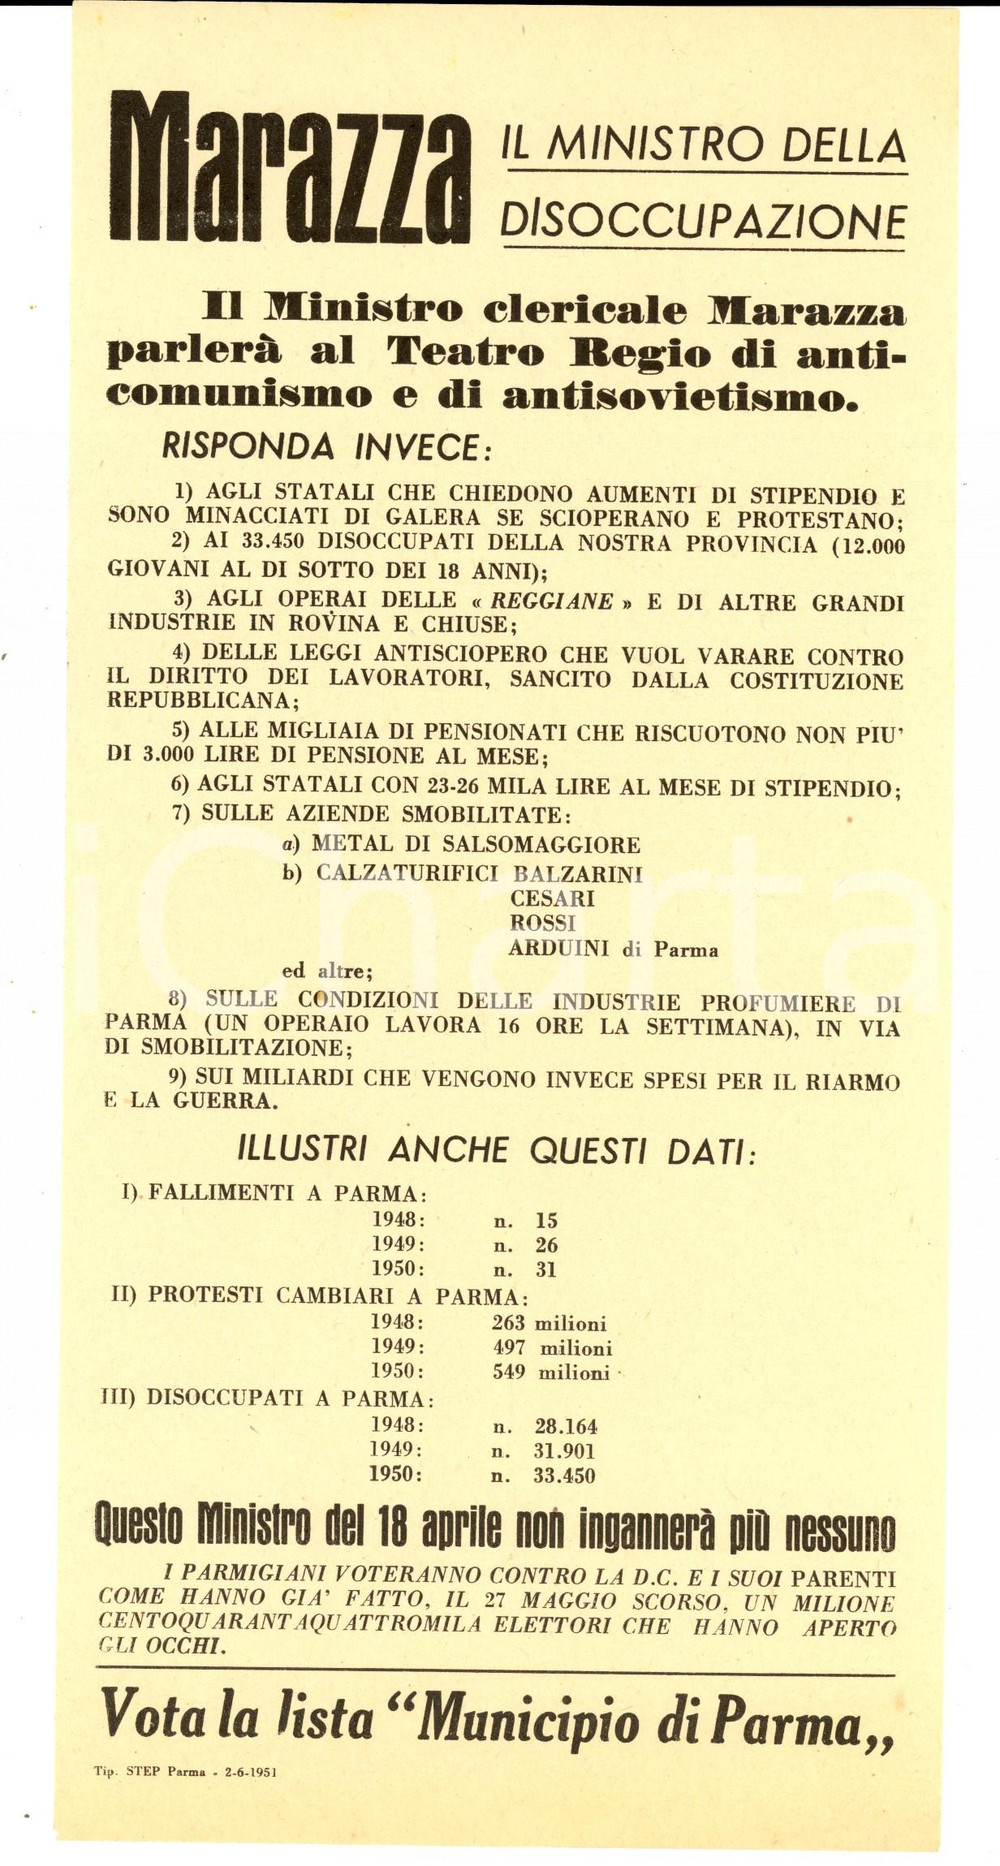 Marazza IL MINISTRO DELLA
DISOCCUPAZIONE
Il Ministro clericale Marazza
parlerà al Teatro Regio di anti-
comunismo e di antisovietismo.
RISPONDA INVECE:
1) AGLI STATALI CHE CHIEDONO AUMENTI DI STIPENDIO E
SONO MINACCIATI DI GALERA SE SCIOPERANO E PROTESTANO;
2) AI 33.450 DISOCCUPATI DELLA NOSTRA PROVINCIA (12.000
GIOVANI AL DI SOTTO DEI 18 ANNI);
3) AGLI OPERAI DELLE « REGGIANE » E DI ALTRE GRANDI
INDUSTRIE IN ROVINA E CHIUSE;
4) DELLE LEGGI ANTISCIOPERO CHE VUOL VARARE CONTRO
IL DIRITTO DEI LAVORATORI, SANCITO DALLA COSTITUZIONE
REPUBBLICANA;
5) ALLE MIGLIAIA DI PENSIONATI CHE RISCUOTONO NON PIU'
DI 3.000 LIRE DI PENSIONE AL MESE;
6) AGLI STATALI CON 23-26 MILA LIRE AL MESE DI STIPENDIO;
7) SULLE AZIENDE SMOBILITATE:
a) METAL DI SALSOMAGGIORE
b) CALZATURIFICI BALZARINI
CESARI
ROSSI
ARDUINI di Parma
ed altre;
8) SULLE CONDIZIONI DELLE INDUSTRIE PROFUMIERE DI
PARMA (UN OPERAIO LAVORA 16 ORE LA SETTIMANA), IN VIA
DI SMOBILITAZIONE;
9) SUI MILIARDI CHE VENGONO INVECE SPESI PER IL RIARMO
E LA GUERRA.
ILLUSTRI ANCHE QUESTI DATI:
I) FALLIMENTI A PARMA:
1948: n. 15
1949: n. 26
1950: n. 31
II) PROTESTI CAMBIARI A PARMA:
1948: 263 milioni
1949: 497 milioni
1950: 549 milioni
III) DISOCCUPATI A PARMA:
1948: n. 28.164
1949: n. 31.901
1950: n. 33.450
Questo Ministro del 18 aprile non ingannerà più nessuno
I PARMIGIANI VOTERANNO CONTRO LA D.C. E I SUOI PARENTI
COME HANNO GIA' FATTO, IL 27 MAGGIO SCORSO, UN MILIONE
CENTOQUARANTAQUATTROMILA ELETTORI CHE HANNO APERTO
GLI OCCHI.
Vota la lista “Municipio di Parma„
Tip. STEP Parma - 2-6-1951
iCharta